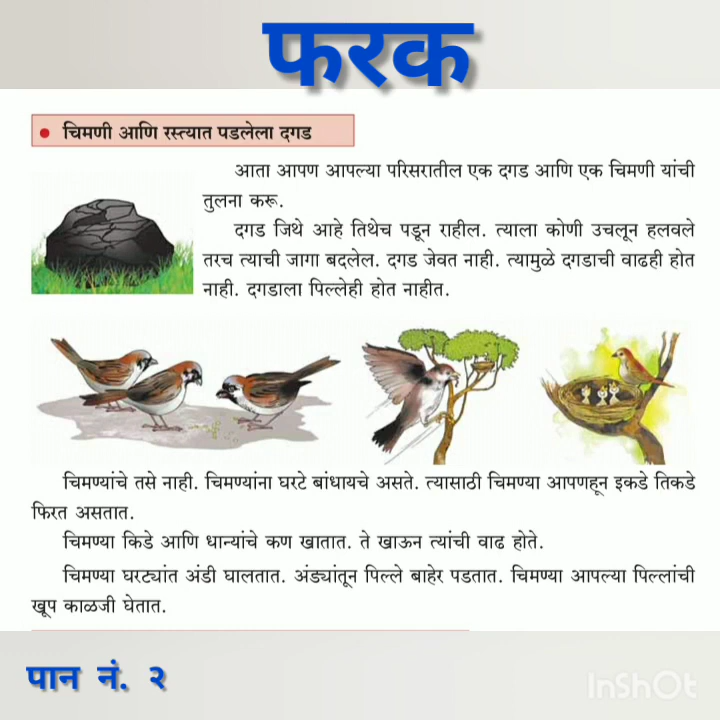 फरक
• चिमणी आणि रस्त्यात पडलेला दगड
आता आपण आपल्या परिसरातील एक दगड आणि एक चिमणी यांची
तुलना करू.
दगड जिथे आहे तिथेच पडून राहील. त्याला कोणी उचलून हलवले
तरच त्याची जागा बदलेल. दगड जेवत नाही. त्यामुळे दगडाची वाढही होत
नाही. दगडाला पिल्लेही होत नाहीत.
चिमण्यांचे तसे नाही. चिमण्यांना घरटे बांधायचे असते. त्यासाठी चिमण्या आपणहून इकडे तिकडे
फिरत असतात.
चिमण्या किडे आणि धान्यांचे कण खातात. ते खाऊन त्यांची वाढ होते.
चिमण्या घरट्यांत अंडी घालतात. अंड्यांतून पिल्ले बाहेर पडतात. चिमण्या आपल्या पिल्लांची
खूप काळजी घेतात.
पान नं. २
InShOt